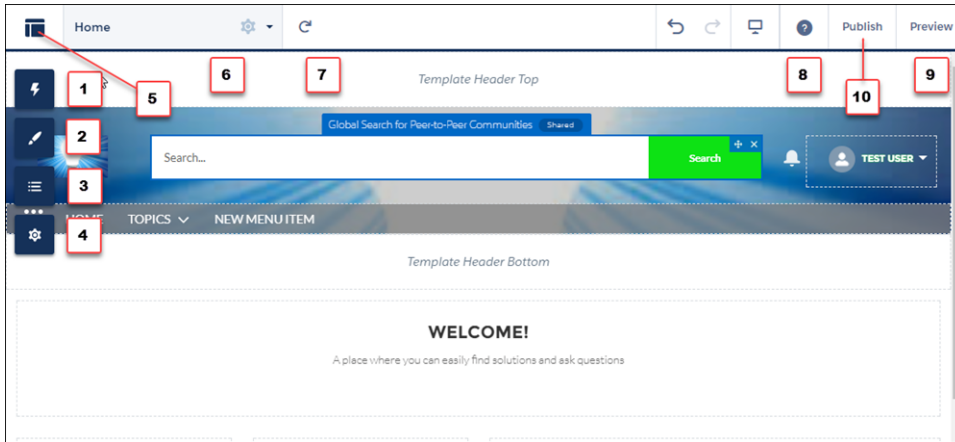 Home
Publish
Preview
1
5
6
7
Template Header Top
8
10
9
Global Search for Peer-to-Peer Communities Shared
2
Search...
Search
TEST USER
3
HOME TOPICS NEW MENU ITEM
4
Template Header Bottom
WELCOME!
A place where you can easily find solutions and ask questions